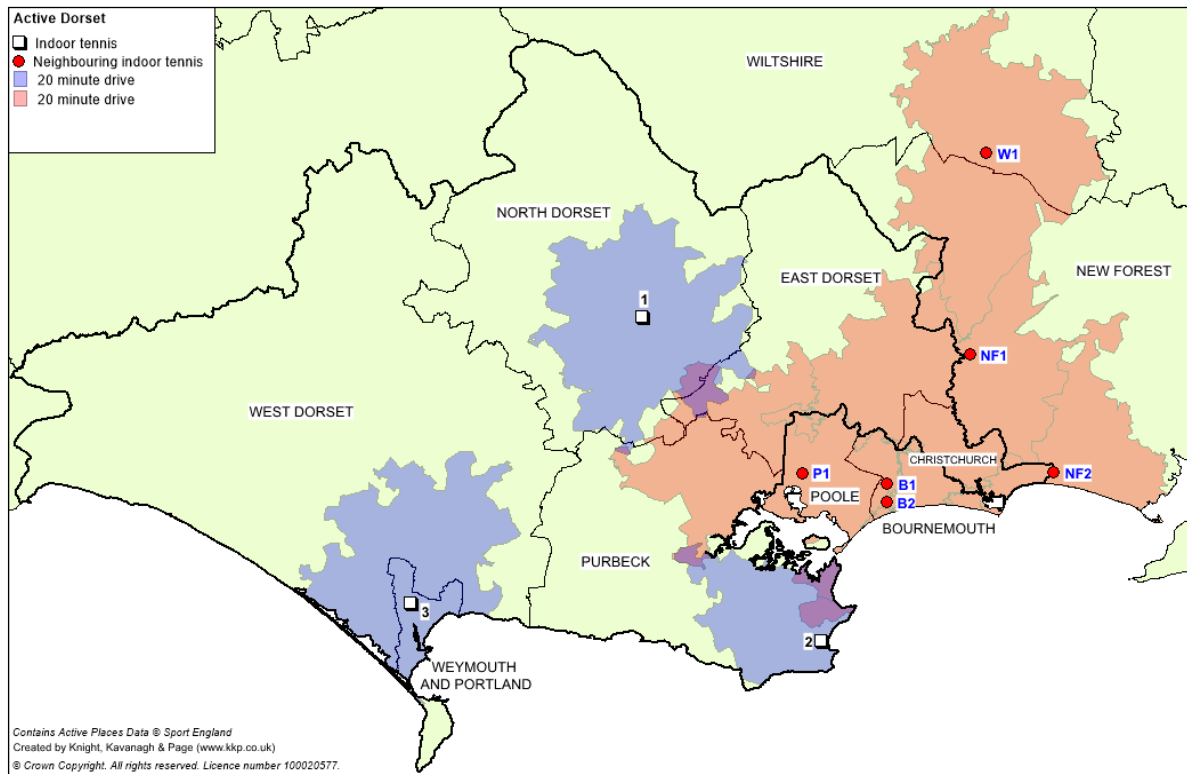 Active Dorset
Indoor tennis
Neighbouring indoor tennis
20 minute drive
20 minute drive
WILTSHIRE
W1
NORTH DORSET
EAST DORSET
NEW FOREST
1
NF1
WEST DORSET
CHRISTCHURCH
P1
NF2
B1
POOLE
B2
BOURNEMOUTH
PURBECK
3
2
WEYMOUTH
AND PORTLAND
Contains Active Places Data © Sport England
Created by Knight, Kavanagh & Page (www.kkp.co.uk)
© Crown Copyright. All rights reserved. Licence number 100020577.